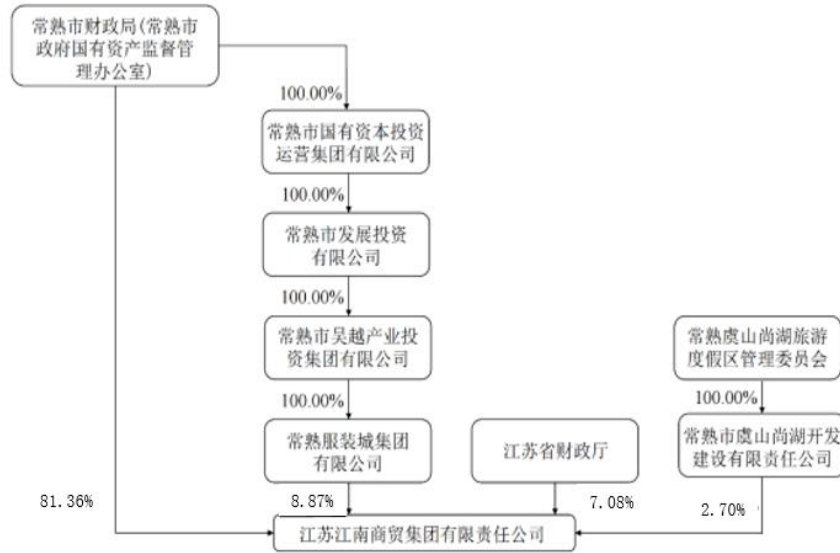 常熟市财政局(常熟市
政府国有资产监督管
理办公室)
100.00%
常熟市国有资本投资
运营集团有限公司
100.00%
常熟市发展投资
有限公司
100.00%
常熟市吴越产业投
资集团有限公司
常熟虞山尚湖旅游
度假区管理委员会
100.00%
100.00%
常熟服装城集团
有限公司
江苏省财政厅
常熟市虞山尚湖开发
建设有限责任公司
81.36%
8.87%
7.08%
2.70%
江苏江南商贸集团有限责任公司